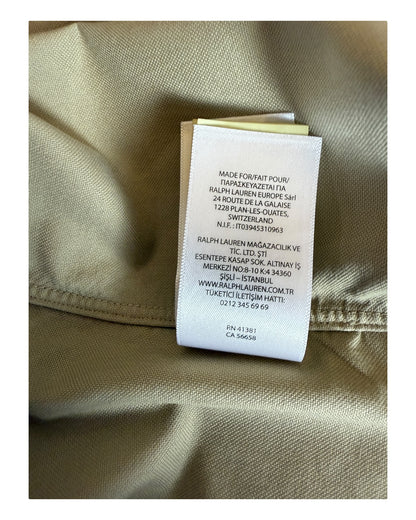 MADE FOR/FAIT POUR/
ΠΑΡΑΣΚΕΥΑΖΕΤΑΙ ΓΙΑ
RALPH LAUREN EUROPE Sárl
24 ROUTE DE LA GALAISE
1228 PLAN-LES-OUATES,
SWITZERLAND
N.I.F. : IT03945310963
RALPH LAUREN MAĞAZACILIK VE
TİC. LTD. ŞTİ
ESENTEPE KASAP SOK. ALTINAY İŞ
MERKEZİ NO:8-10 K:4 34360
ŞİŞLİ – İSTANBUL
WWW.RALPHLAUREN.COM.TR
TÜKETİCİ İLETİŞİM HATTI:
0212 345 69 69
RN 41381
CA 56658